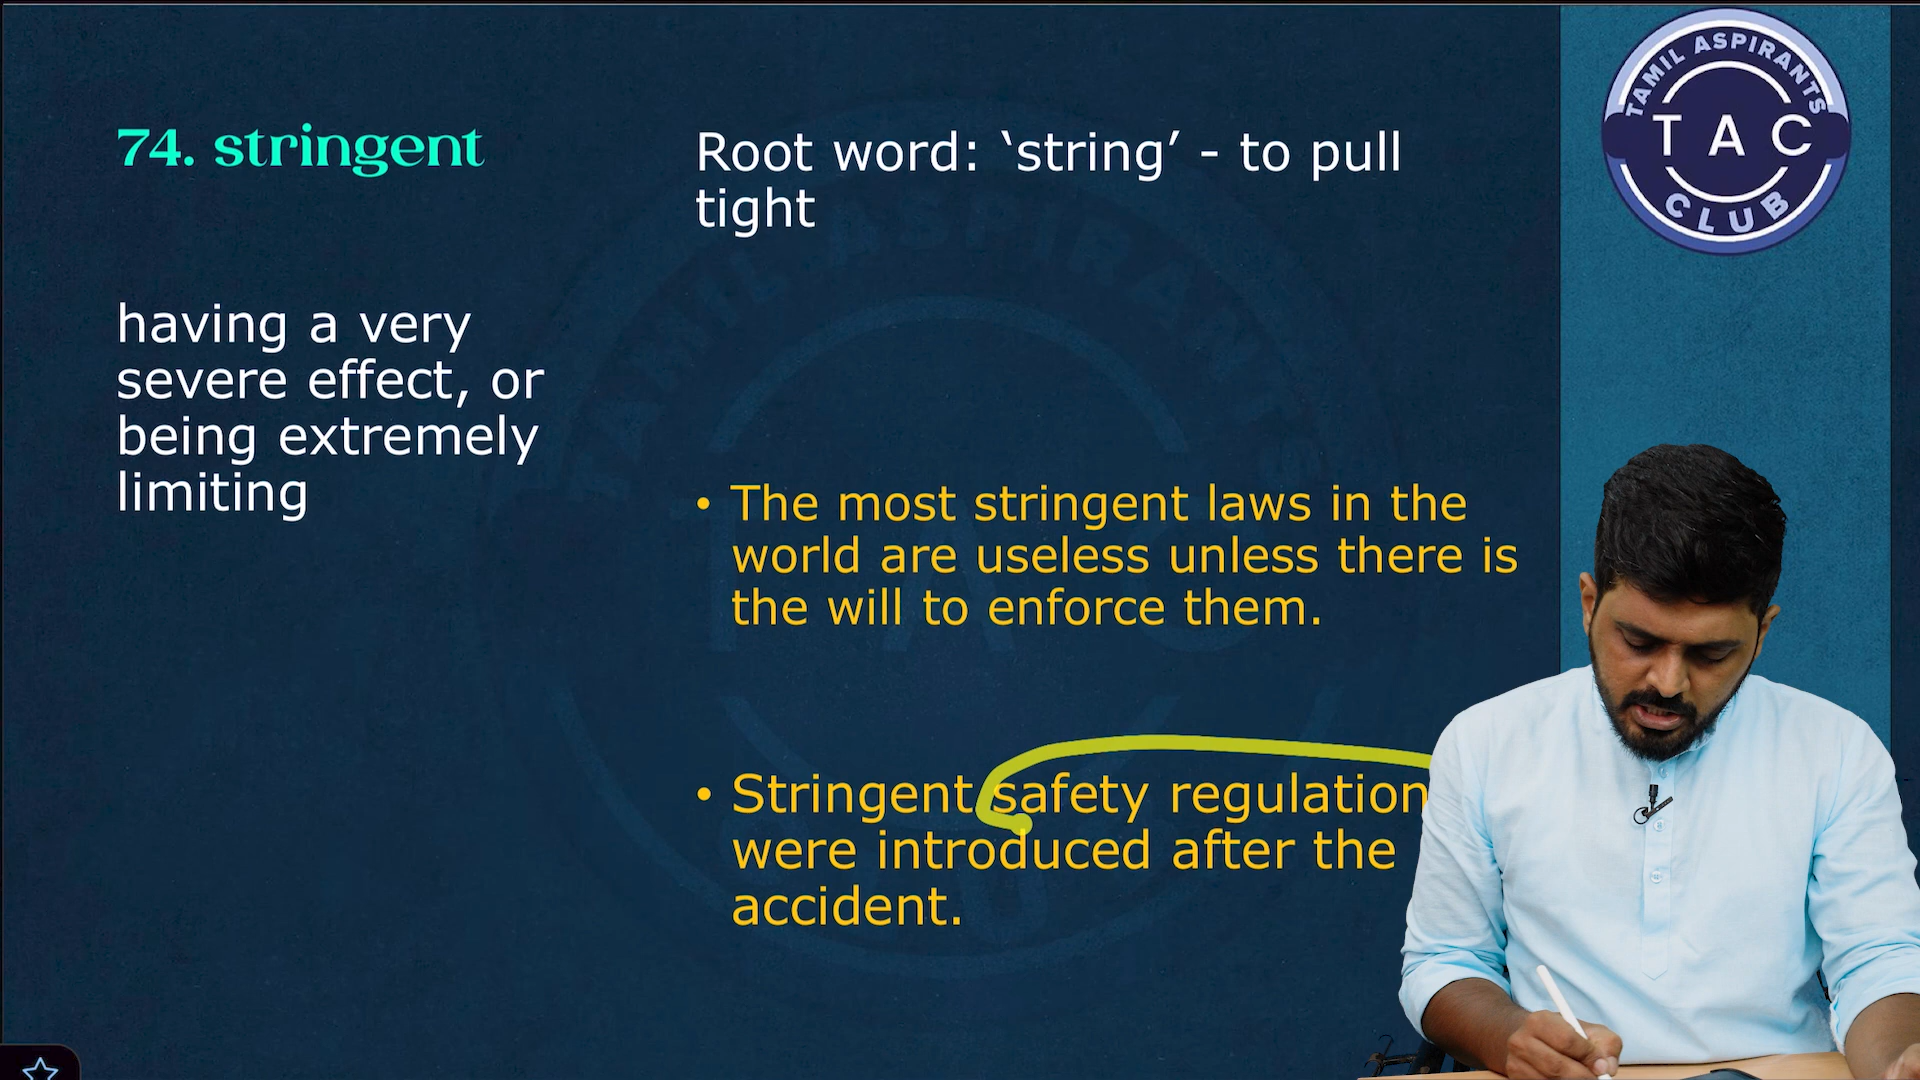 74. stringent
having a very
severe effect, or
being extremely
limiting
Root word: ‘string’ - to pull
tight
• The most stringent laws in the
world are useless unless there is
the will to enforce them.
• Stringent safety regulation
were introduced after the
accident.
TAMIL ASPIRANTS
TAC
CLUB